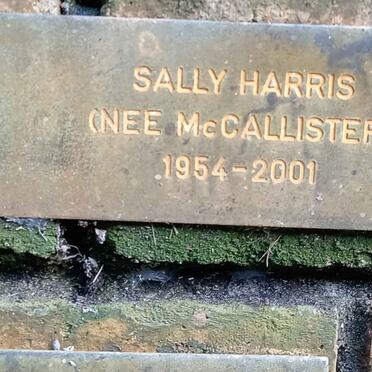 SALLY HARRIS
(NEE McCALLISTER
1954-2001